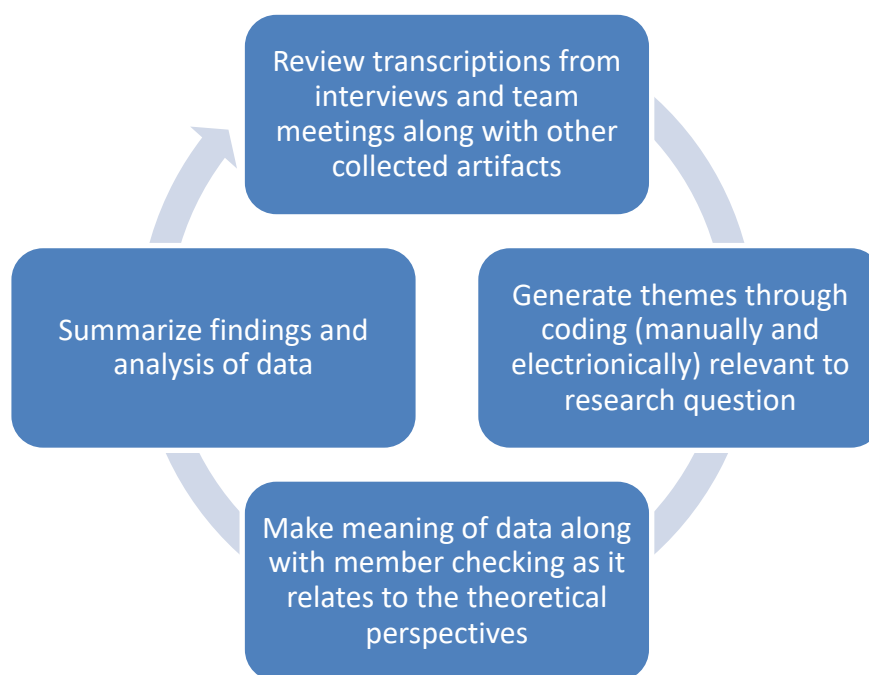 Review transcriptions from
interviews and team
meetings along with other
collected artifacts
Generate themes through
coding (manually and
electrionically) relevant to
research question
Make meaning of data along
with member checking as it
relates to the theoretical
perspectives
Summarize findings and
analysis of data